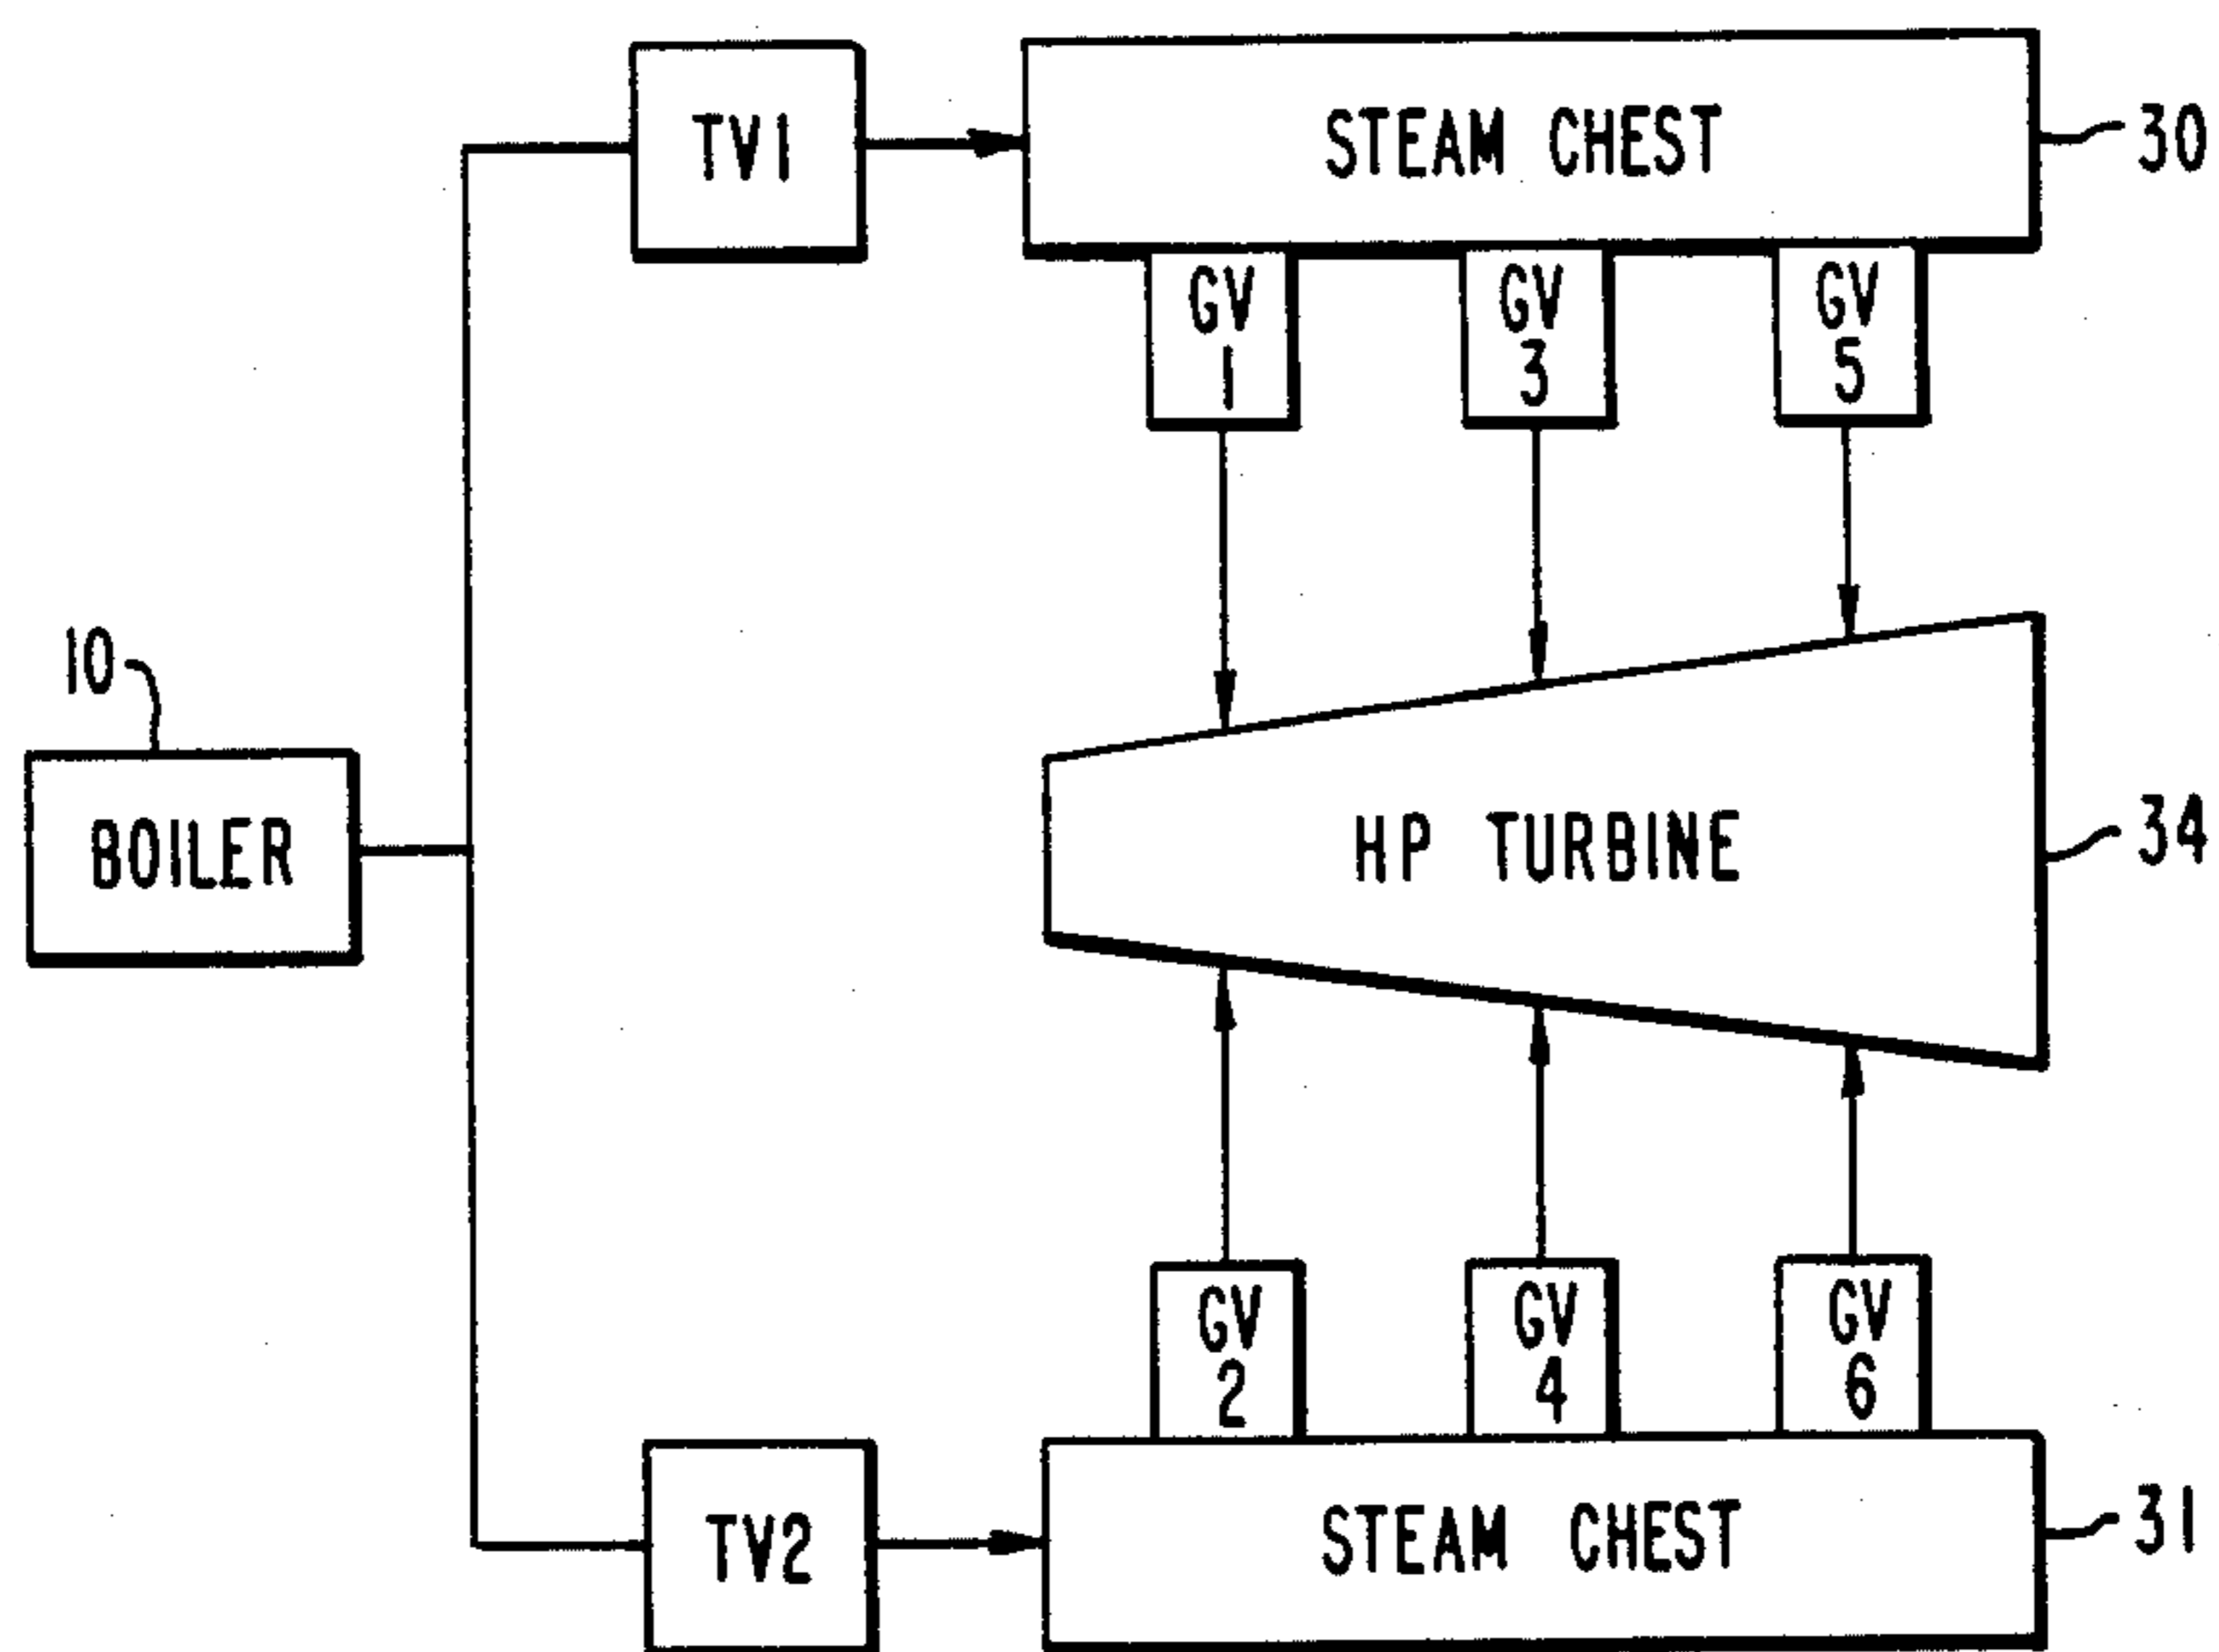 TV1
STEAM CHEST
30
GV
1
GV
3
GV
5
10
BOILER
HP TURBINE
34
GV
2
GV
4
GV
6
TV2
STEAM CHEST
31